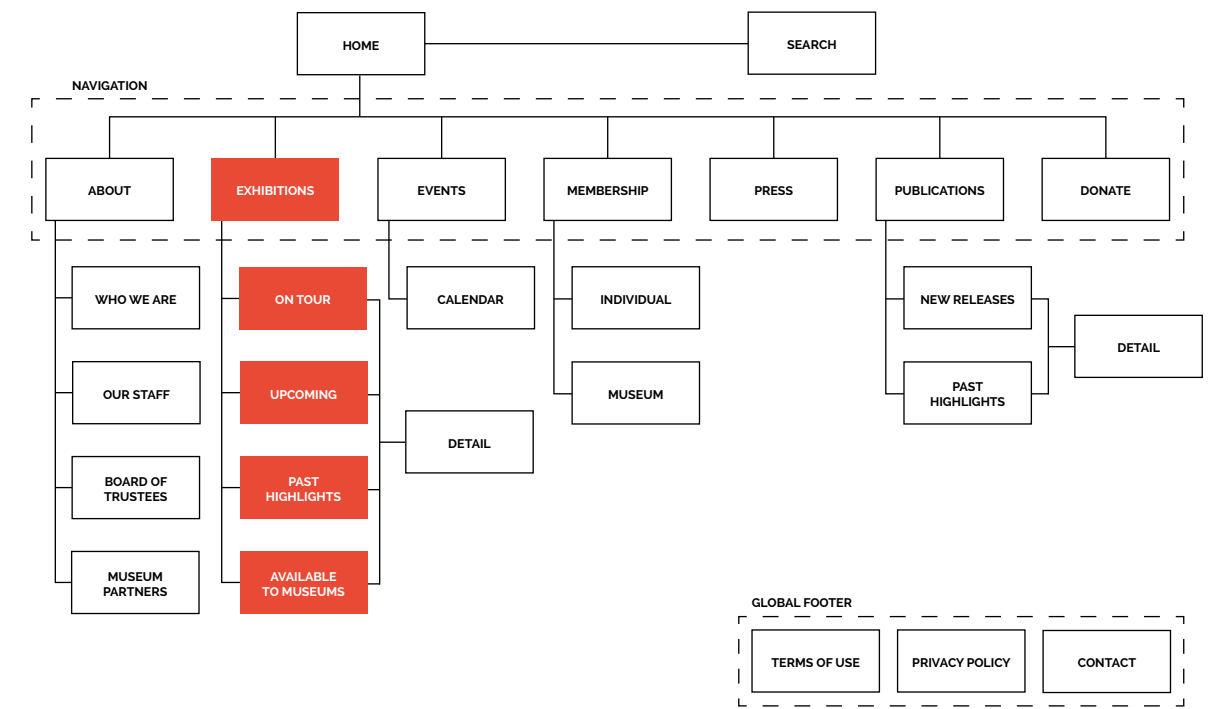 HOME
SEARCH
NAVIGATION
ABOUT
EXHIBITIONS
EVENTS
MEMBERSHIP
PRESS
PUBLICATIONS
DONATE
WHO WE ARE
ON TOUR
CALENDAR
INDIVIDUAL
NEW RELEASES
DETAIL
OUR STAFF
UPCOMING
MUSEUM
PAST
HIGHLIGHTS
DETAIL
BOARD OF
TRUSTEES
PAST
HIGHLIGHTS
MUSEUM
PARTNERS
AVAILABLE
TO MUSEUMS
GLOBAL FOOTER
TERMS OF USE
PRIVACY POLICY
CONTACT